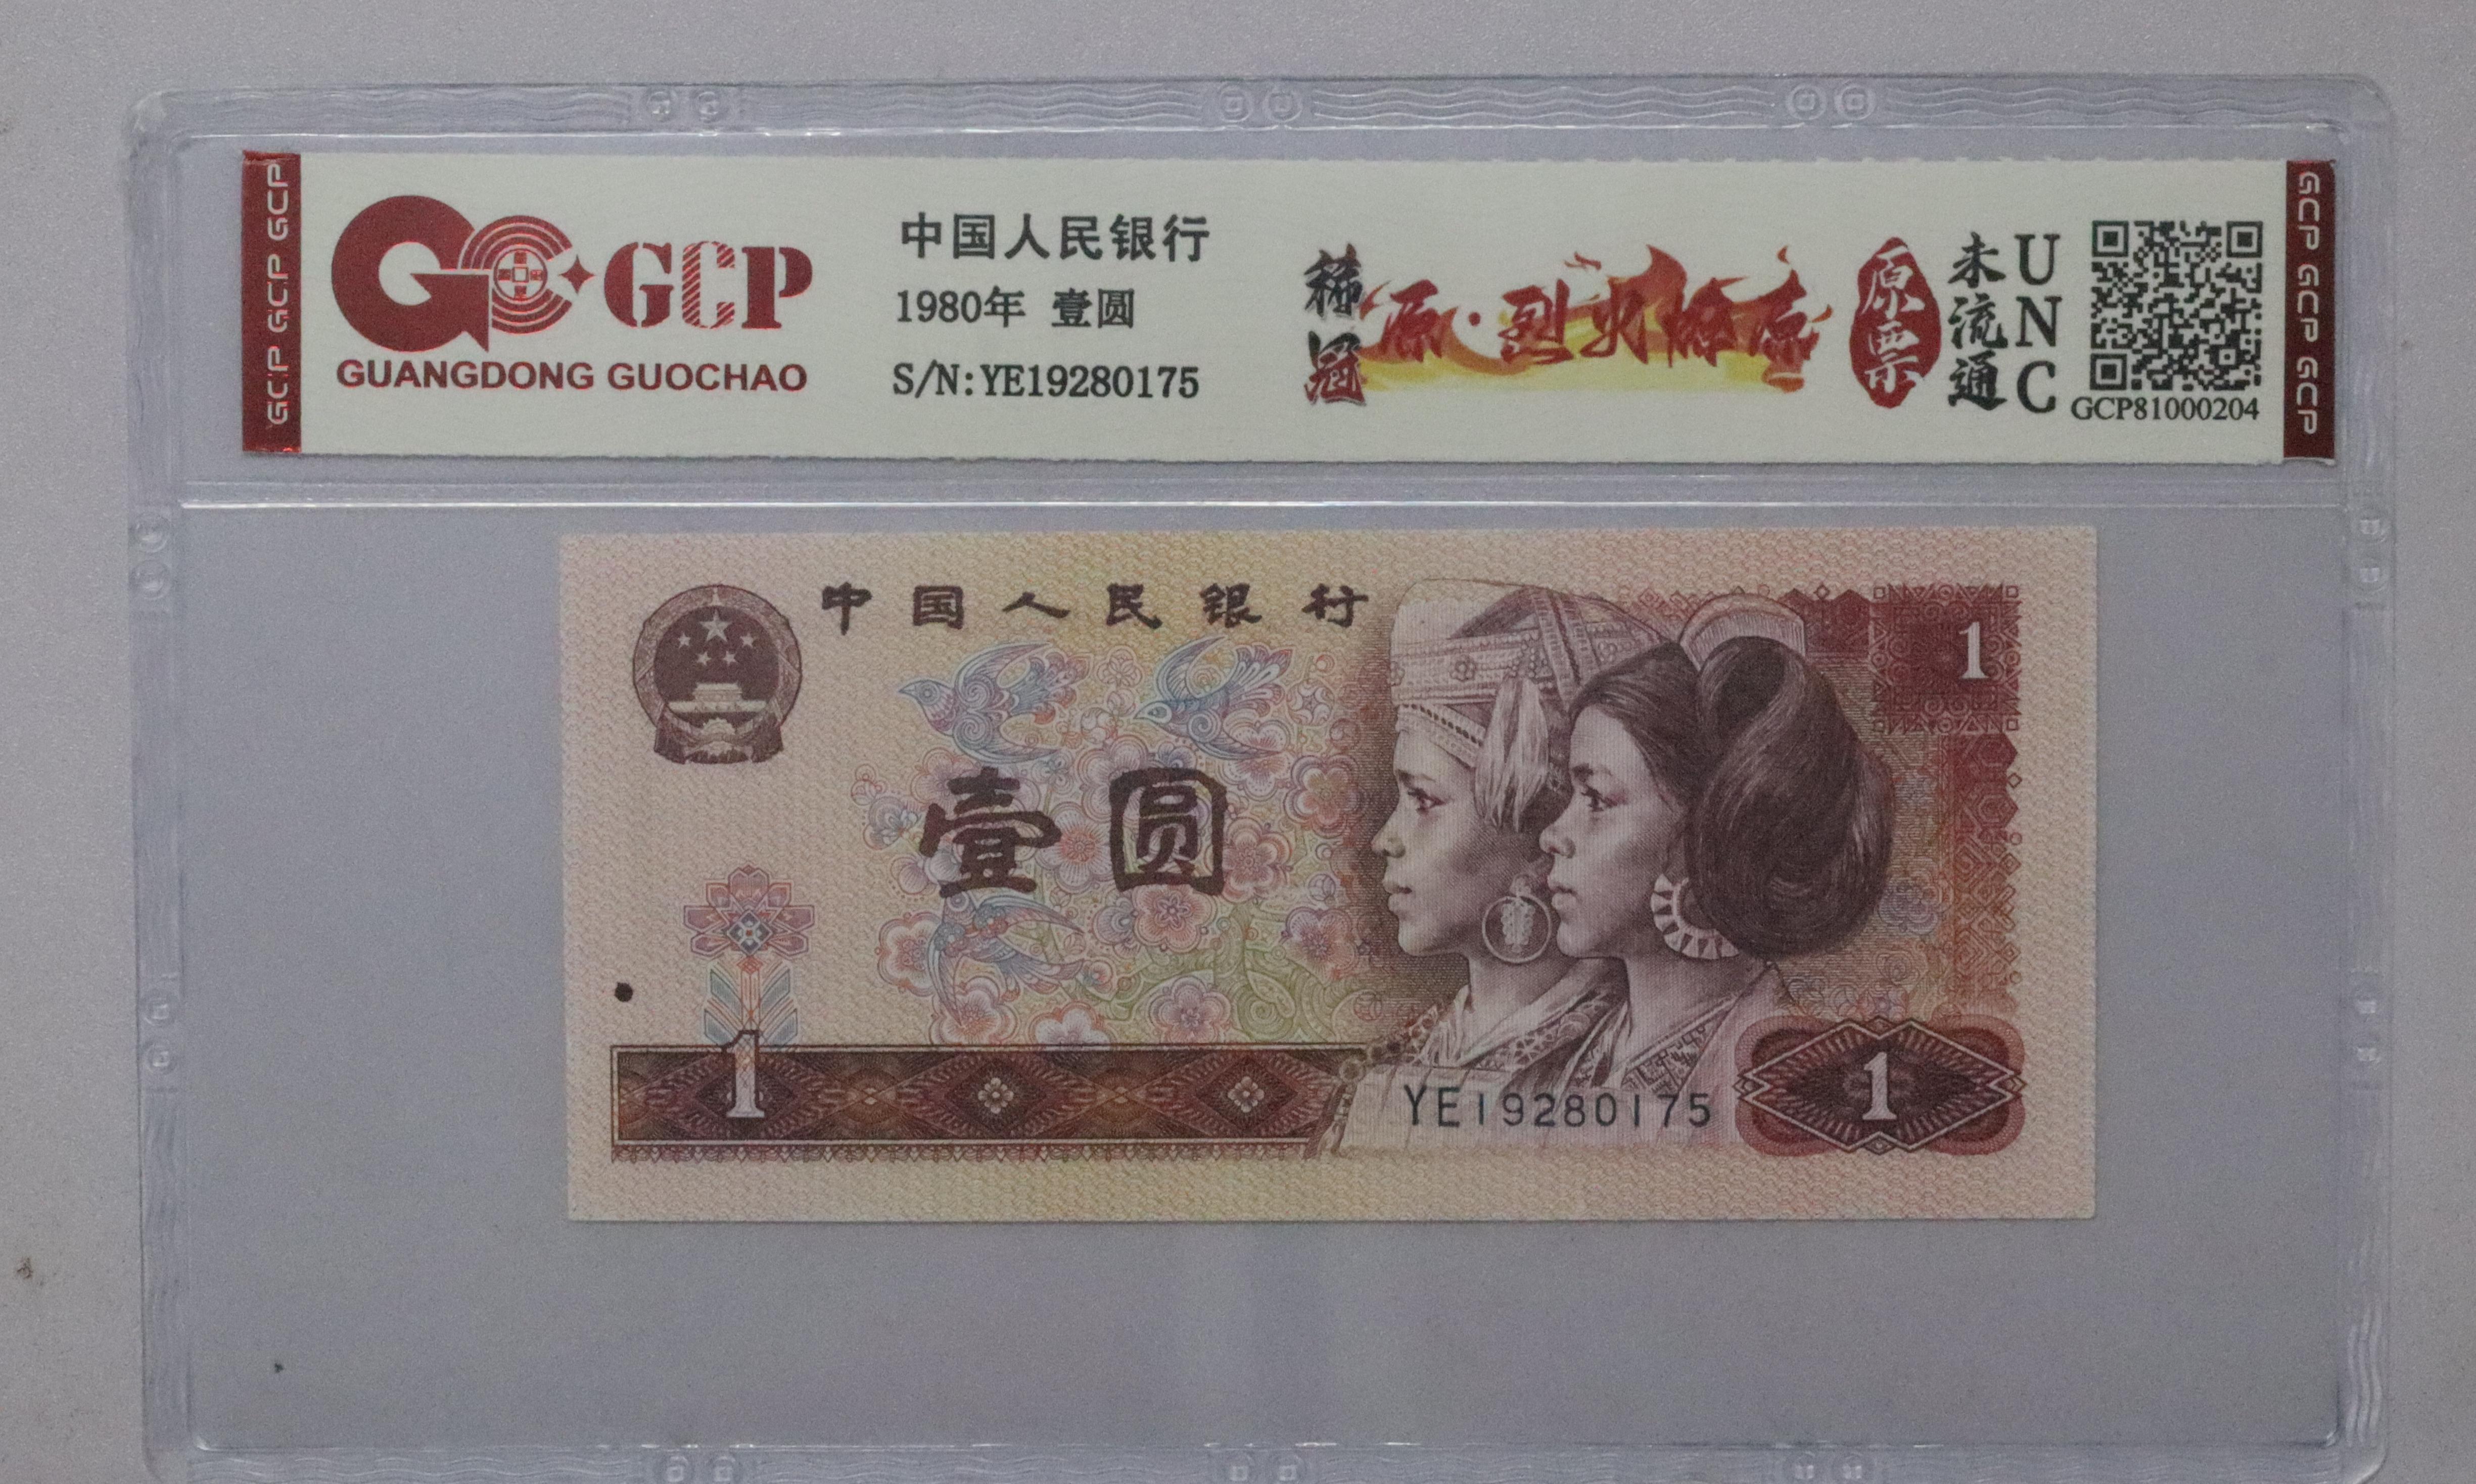 GCP GCP GCP
GCP
GUANGDONG GUOCHAO
中国人民银行
1980年 壹圆
S/N:YE19280175
稀冠
原·烈火燎原
原票
未流通
UNC
GCP81000204
GCP GCP GCP
中国人民银行
1
壹圆
1
YE19280175
1